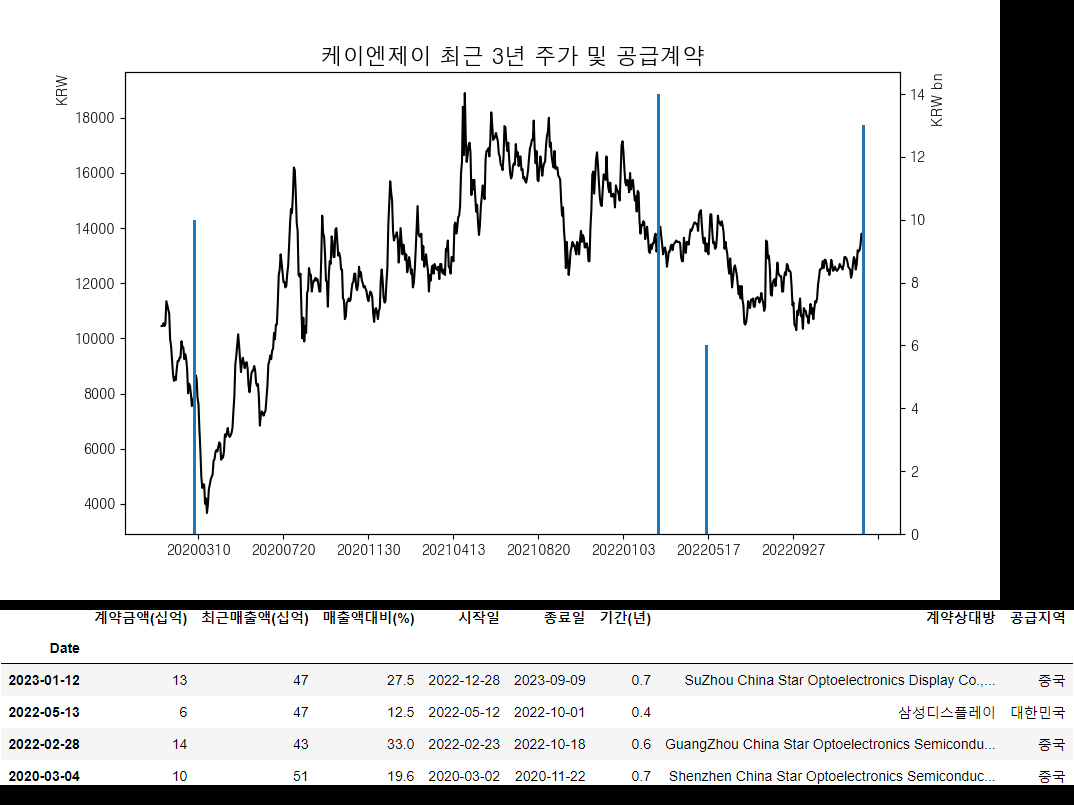 케이엔제이 최근 3년 주가 및 공급계약
KRW
KRW bn
18000
16000
14000
12000
10000
8000
6000
4000
14
12
10
8
6
4
2
0
20200310 20200720 20201130 20210413 20210820 20220103 20220517 20220927
계약금액(십억) 최근매출액(십억) 매출액대비(%) 시작일 종료일 기간(년) 계약상대방 공급지역
Date
2023-01-12 13 47 27.5 2022-12-28 2023-09-09 0.7 SuZhou China Star Optoelectronics Display Co.,... 중국
2022-05-13 6 47 12.5 2022-05-12 2022-10-01 0.4 삼성디스플레이 대한민국
2022-02-28 14 43 33.0 2022-02-23 2022-10-18 0.6 GuangZhou China Star Optoelectronics Semicondu... 중국
2020-03-04 10 51 19.6 2020-03-02 2020-11-22 0.7 Shenzhen China Star Optoelectronics Semiconduc... 중국